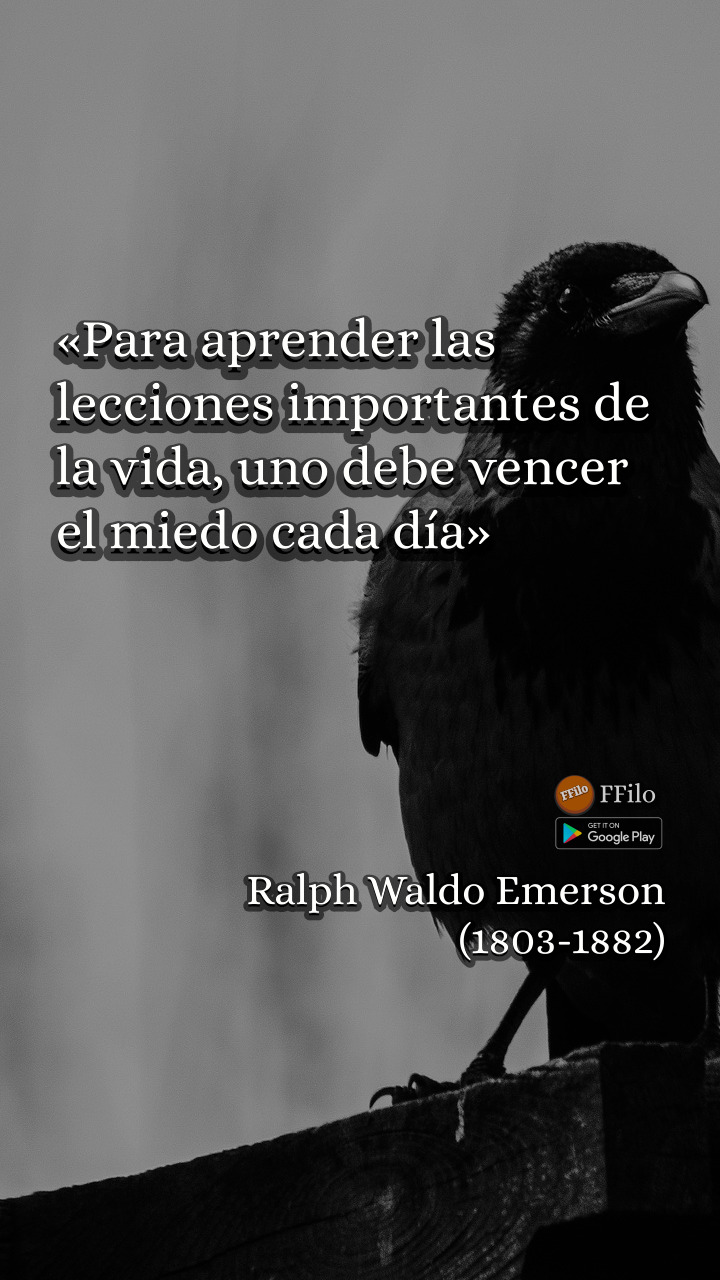 «Para aprender las
lecciones importantes de
la vida, uno debe vencer
el miedo cada día»
FFilo FFilo
GET IT ON
Google Play
Ralph Waldo Emerson
(1803-1882)